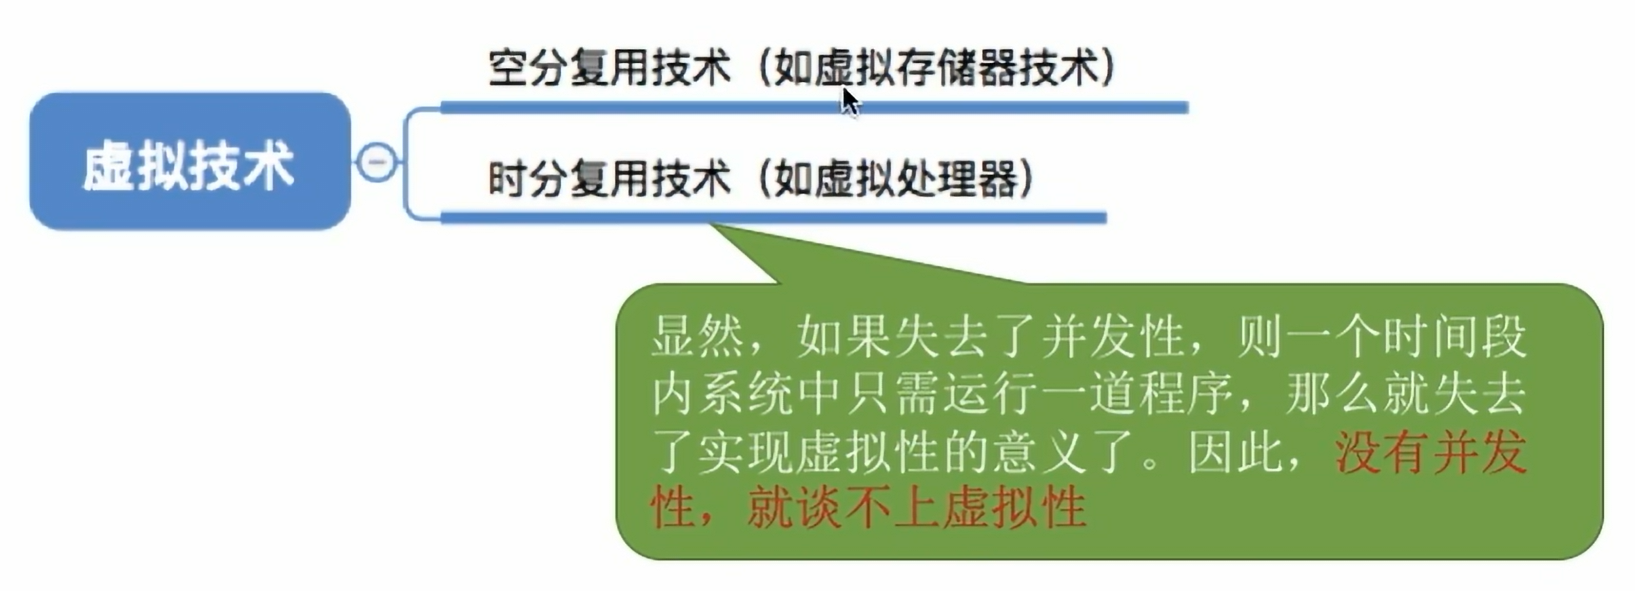 空分复用技术（如虚拟存储器技术）
虚拟技术
时分复用技术（如虚拟处理器）
显然，如果失去了并发性，则一个时间段
内系统中只需运行一道程序，那么就失去
了实现虚拟性的意义了。因此，没有并发
性，就谈不上虚拟性